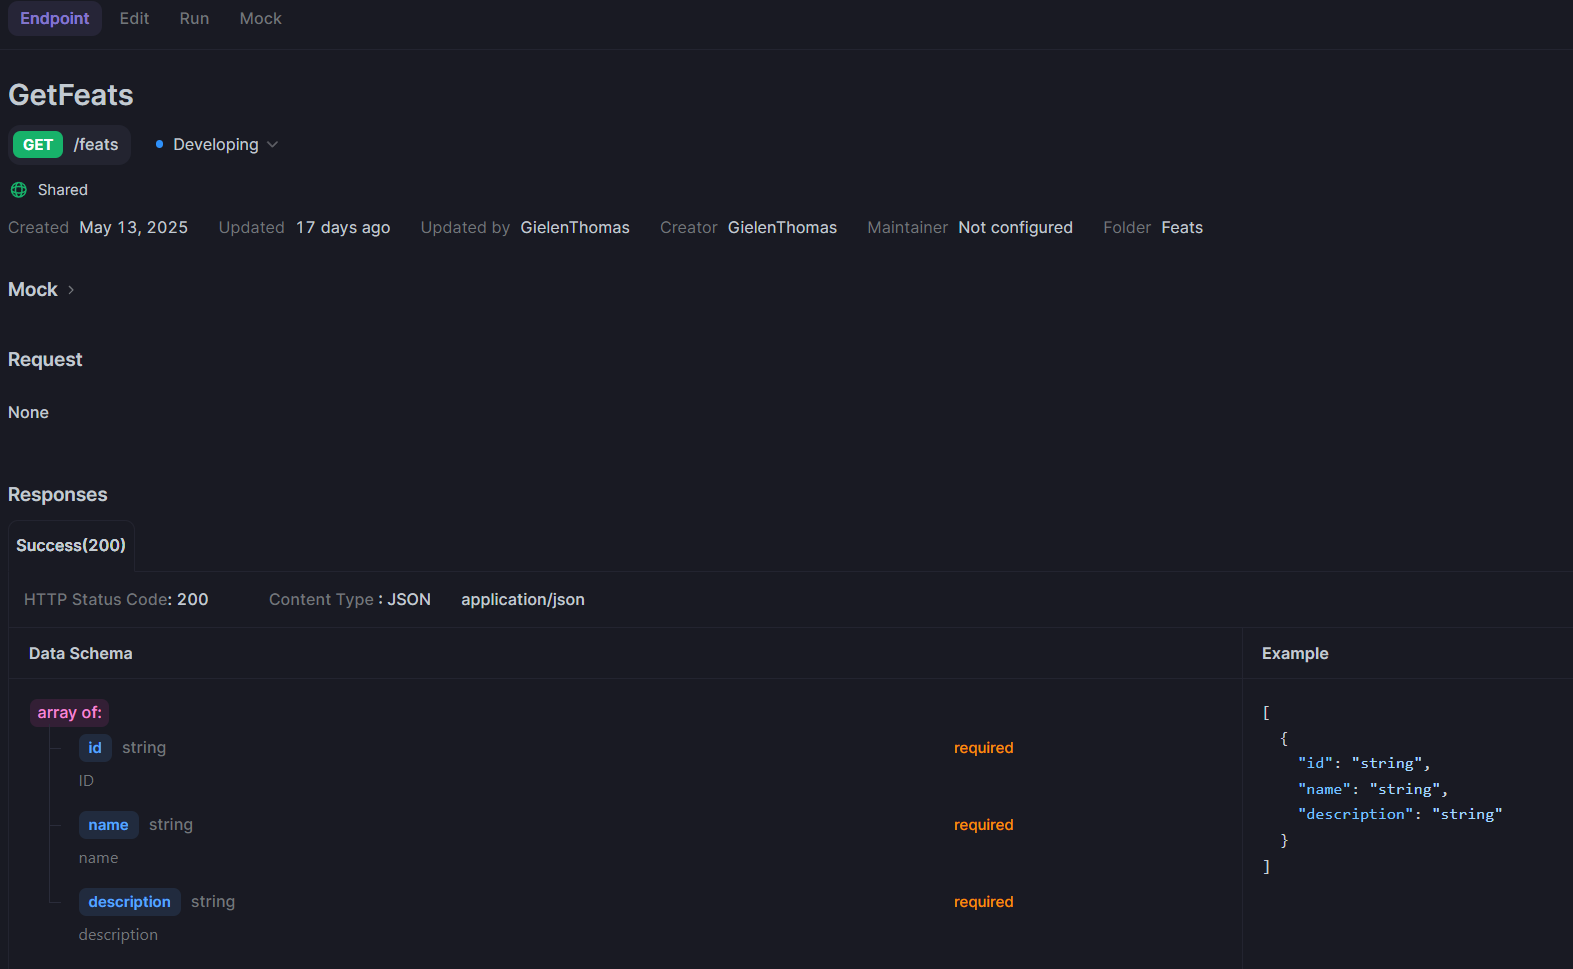 Endpoint Edit Run Mock
GetFeats
GET /feats Developing
Shared
Created May 13, 2025 Updated 17 days ago Updated by GielenThomas Creator GielenThomas Maintainer Not configured Folder Feats
Mock
Request
None
Responses
Success(200)
HTTP Status Code: 200 Content Type : JSON application/json
Data Schema
array of:
id string required
ID
name string required
name
description string required
description
Example
[
{
"id": "string",
"name": "string",
"description": "string"
}
]